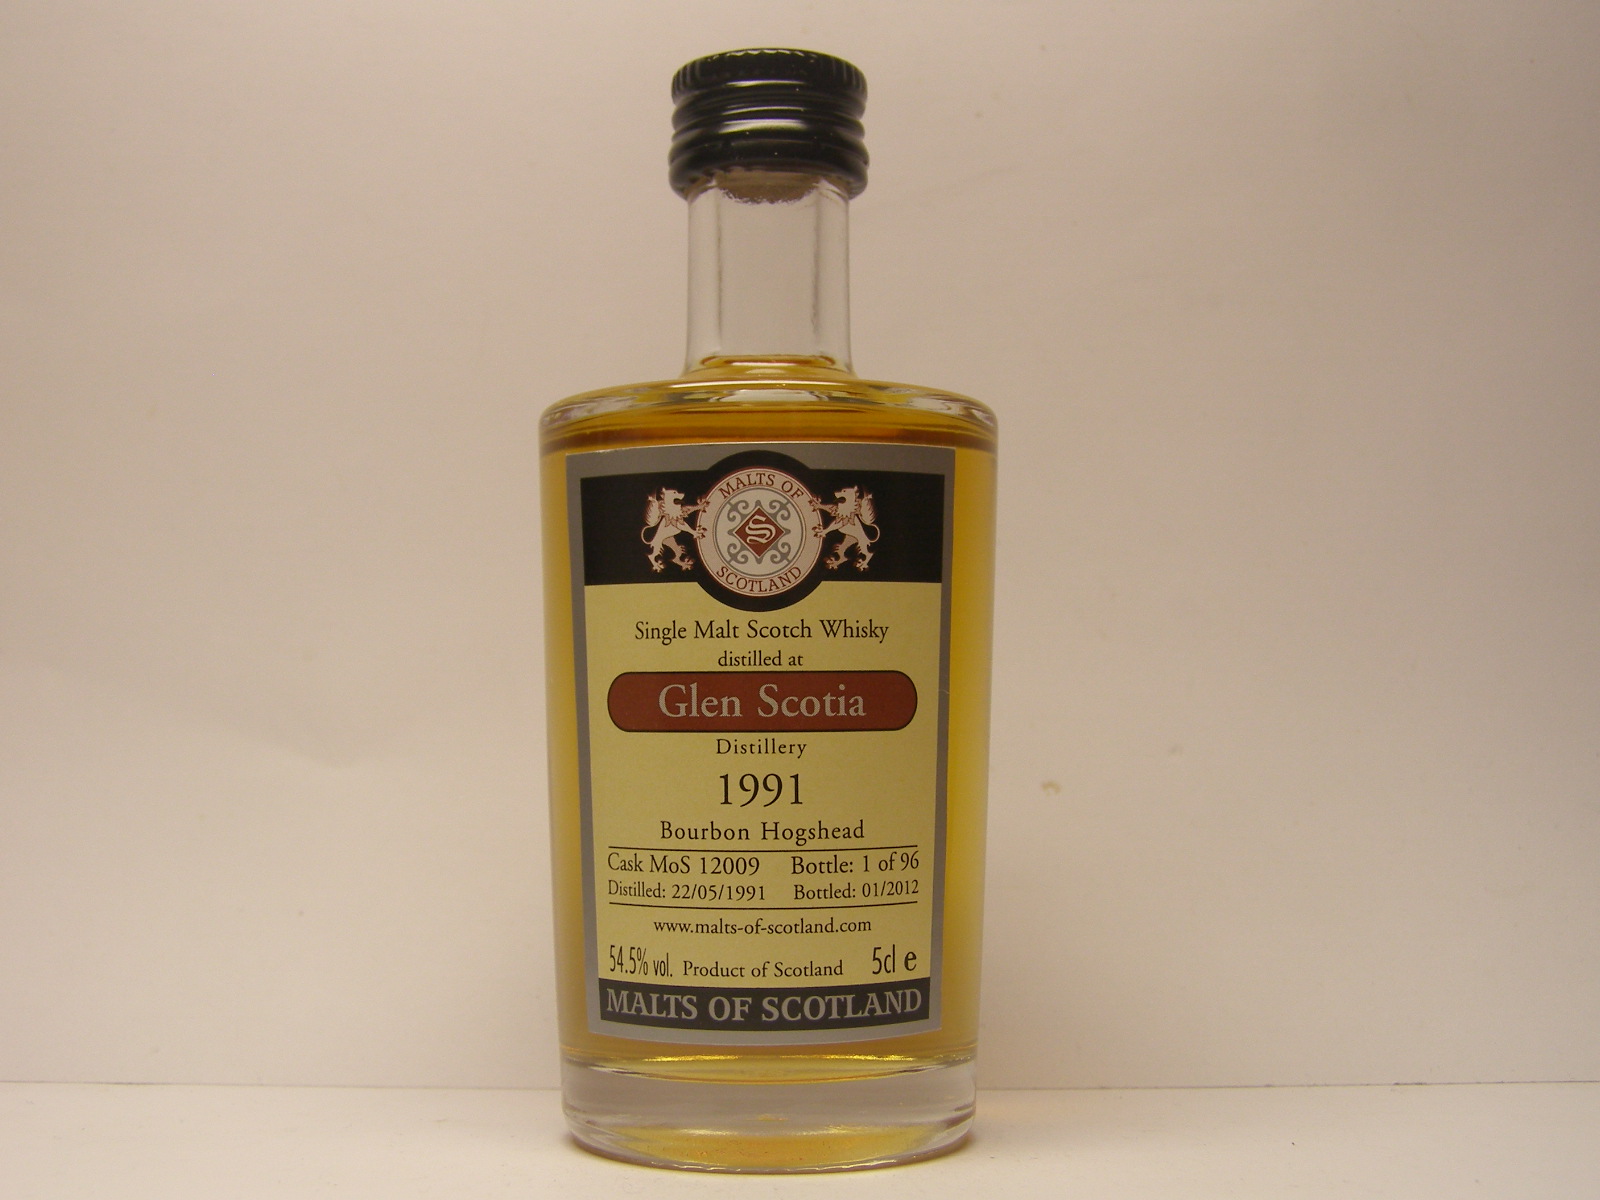 MALTS OF
S
SCOTLAND
Single Malt Scotch Whisky
distilled at
Glen Scotia
Distillery
1991
Bourbon Hogshead
Cask MoS 12009 Bottle: 1 of 96
Distilled: 22/05/1991 Bottled: 01/2012
www.malts-of-scotland.com
54.5% vol. Product of Scotland 5cl e
MALTS OF SCOTLAND